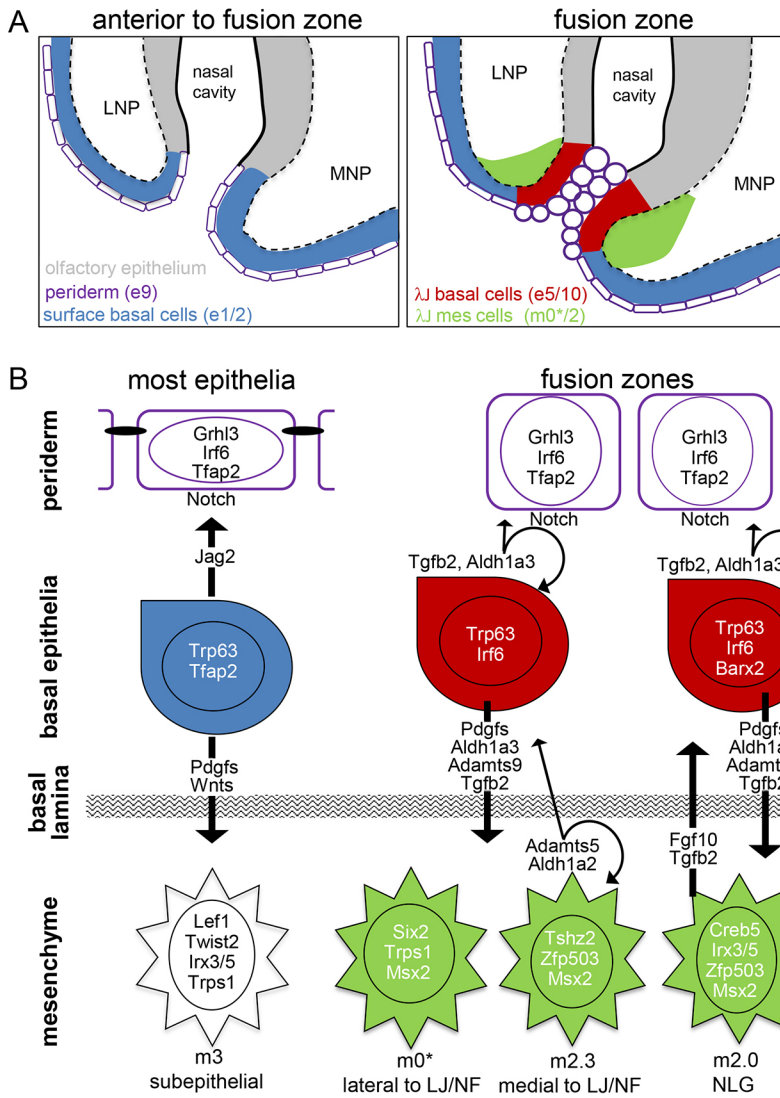 A
anterior to fusion zone
fusion zone
LNP
nasal
cavity
MNP
olfactory epithelium
periderm (e9)
surface basal cells (e1/2)
LNP
nasal
cavity
MNP
λJ basal cells (e5/10)
λJ mes cells (m0*/2)
B
most epithelia
fusion zones
periderm
Grhl3
Irf6
Tfap2
Notch
Grhl3
Irf6
Tfap2
Notch
Grhl3
Irf6
Tfap2
Notch
Jag2
Tgfb2, Aldh1a3
Tgfb2, Aldh1a3
basal epithelia
Trp63
Tfap2
Trp63
Irf6
Trp63
Irf6
Barx2
Pdgfs
Wnts
Pdgfs
Aldh1a3
Adamts9
Tgfb2
Pdgfs
Aldh1a
Adamt
Tgfb2
basal
lamina
Adamts5
Aldh1a2
Fgf10
Tgfb2
mesenchyme
Lef1
Twist2
Irx3/5
Trps1
Six2
Trps1
Msx2
Tshz2
Zfp503
Msx2
Creb5
Irx3/5
Zfp503
Msx2
m3
subepithelial
m0*
lateral to LJ/NF
m2.3
medial to LJ/NF
m2.0
NLG